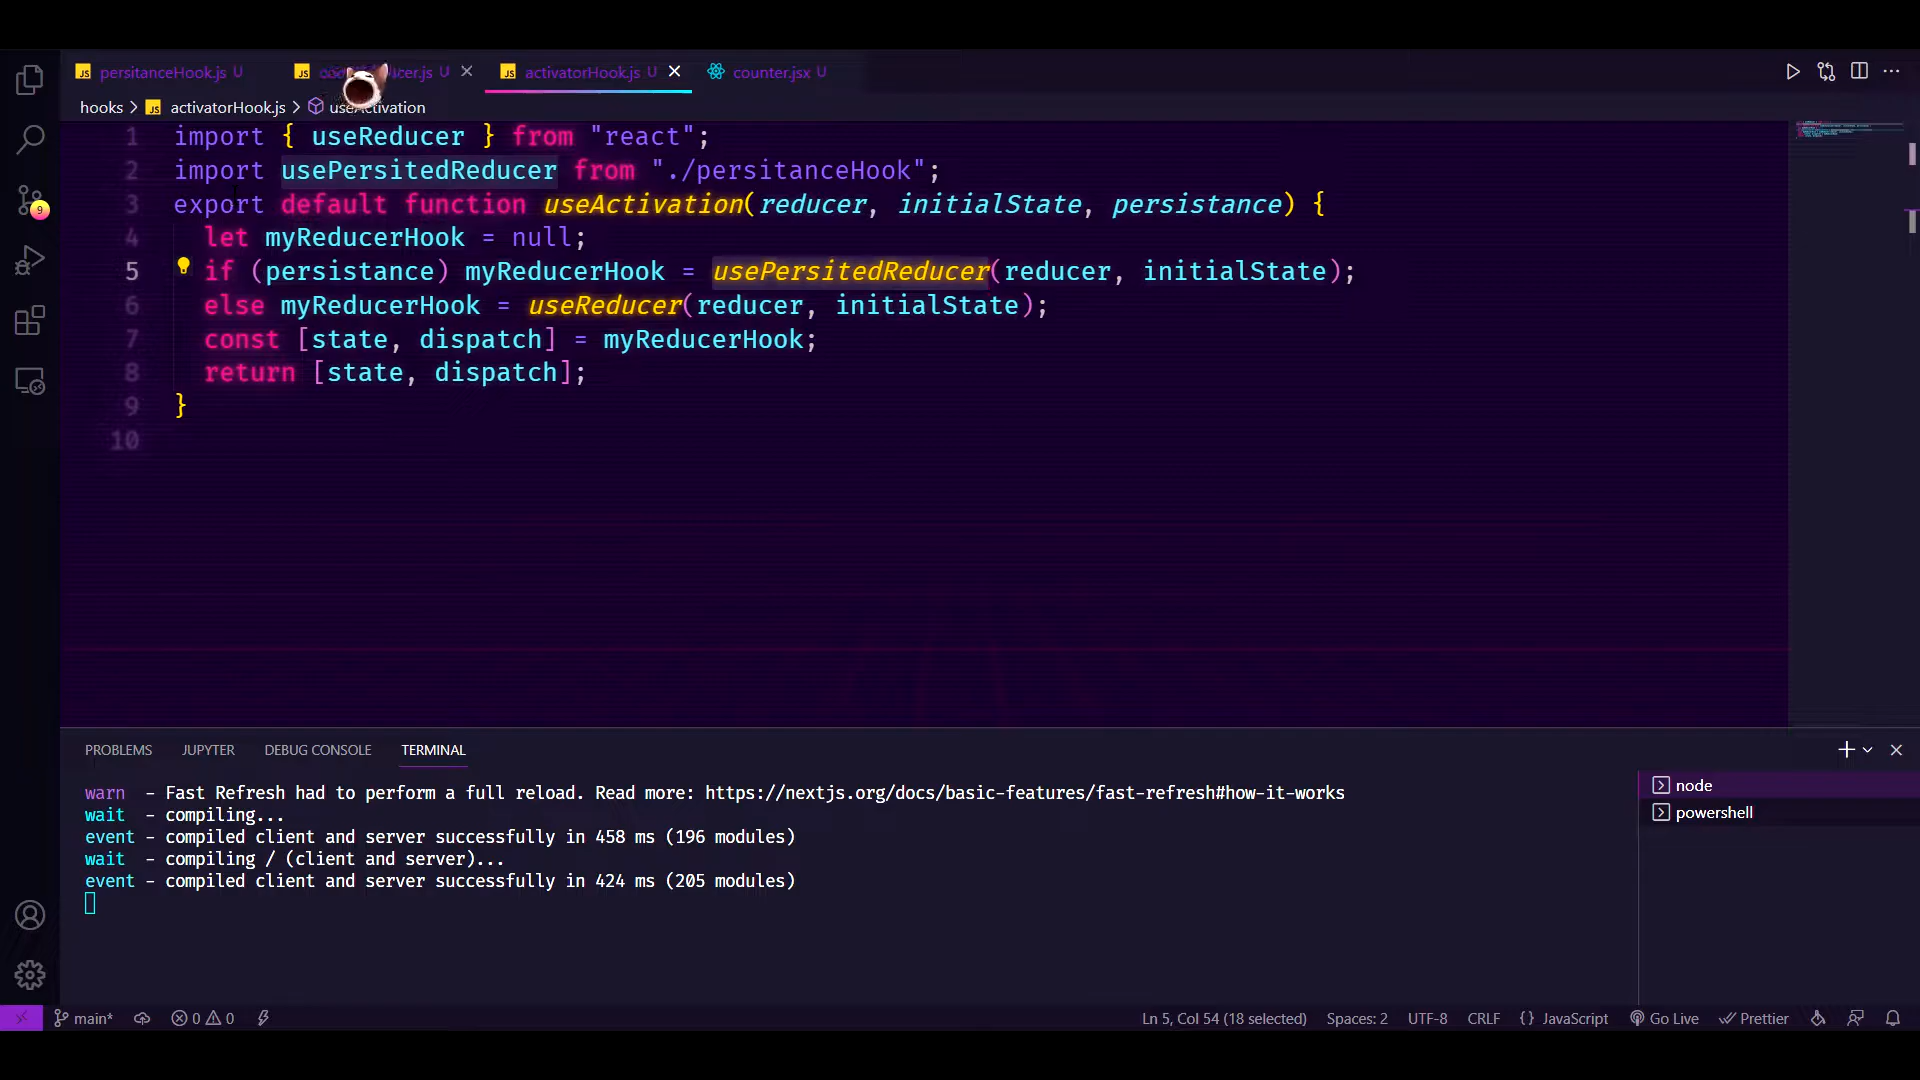 persitanceHook.js U
icer.js U
activatorHook.js U
counter.jsx U
hooks > JS activatorHook.js > useActivation
1 import { useReducer } from "react";
2 import usePersitedReducer from "./persitanceHook";
3 export default function useActivation(reducer, initialState, persistance) {
4 let myReducerHook = null;
5 if (persistance) myReducerHook = usePersitedReducer(reducer, initialState);
6 else myReducerHook = useReducer(reducer, initialState);
7 const [state, dispatch] = myReducerHook;
8 return [state, dispatch];
9 }
10
9
PROBLEMS JUPYTER DEBUG CONSOLE TERMINAL
warn - Fast Refresh had to perform a full reload. Read more: https://nextjs.org/docs/basic-features/fast-refresh#how-it-works
wait - compiling...
event - compiled client and server successfully in 458 ms (196 modules)
wait - compiling / (client and server)...
event - compiled client and server successfully in 424 ms (205 modules)
node
powershell
main* 0 0 Ln 5, Col 54 (18 selected) Spaces: 2 UTF-8 CRLF {} JavaScript Go Live Prettier